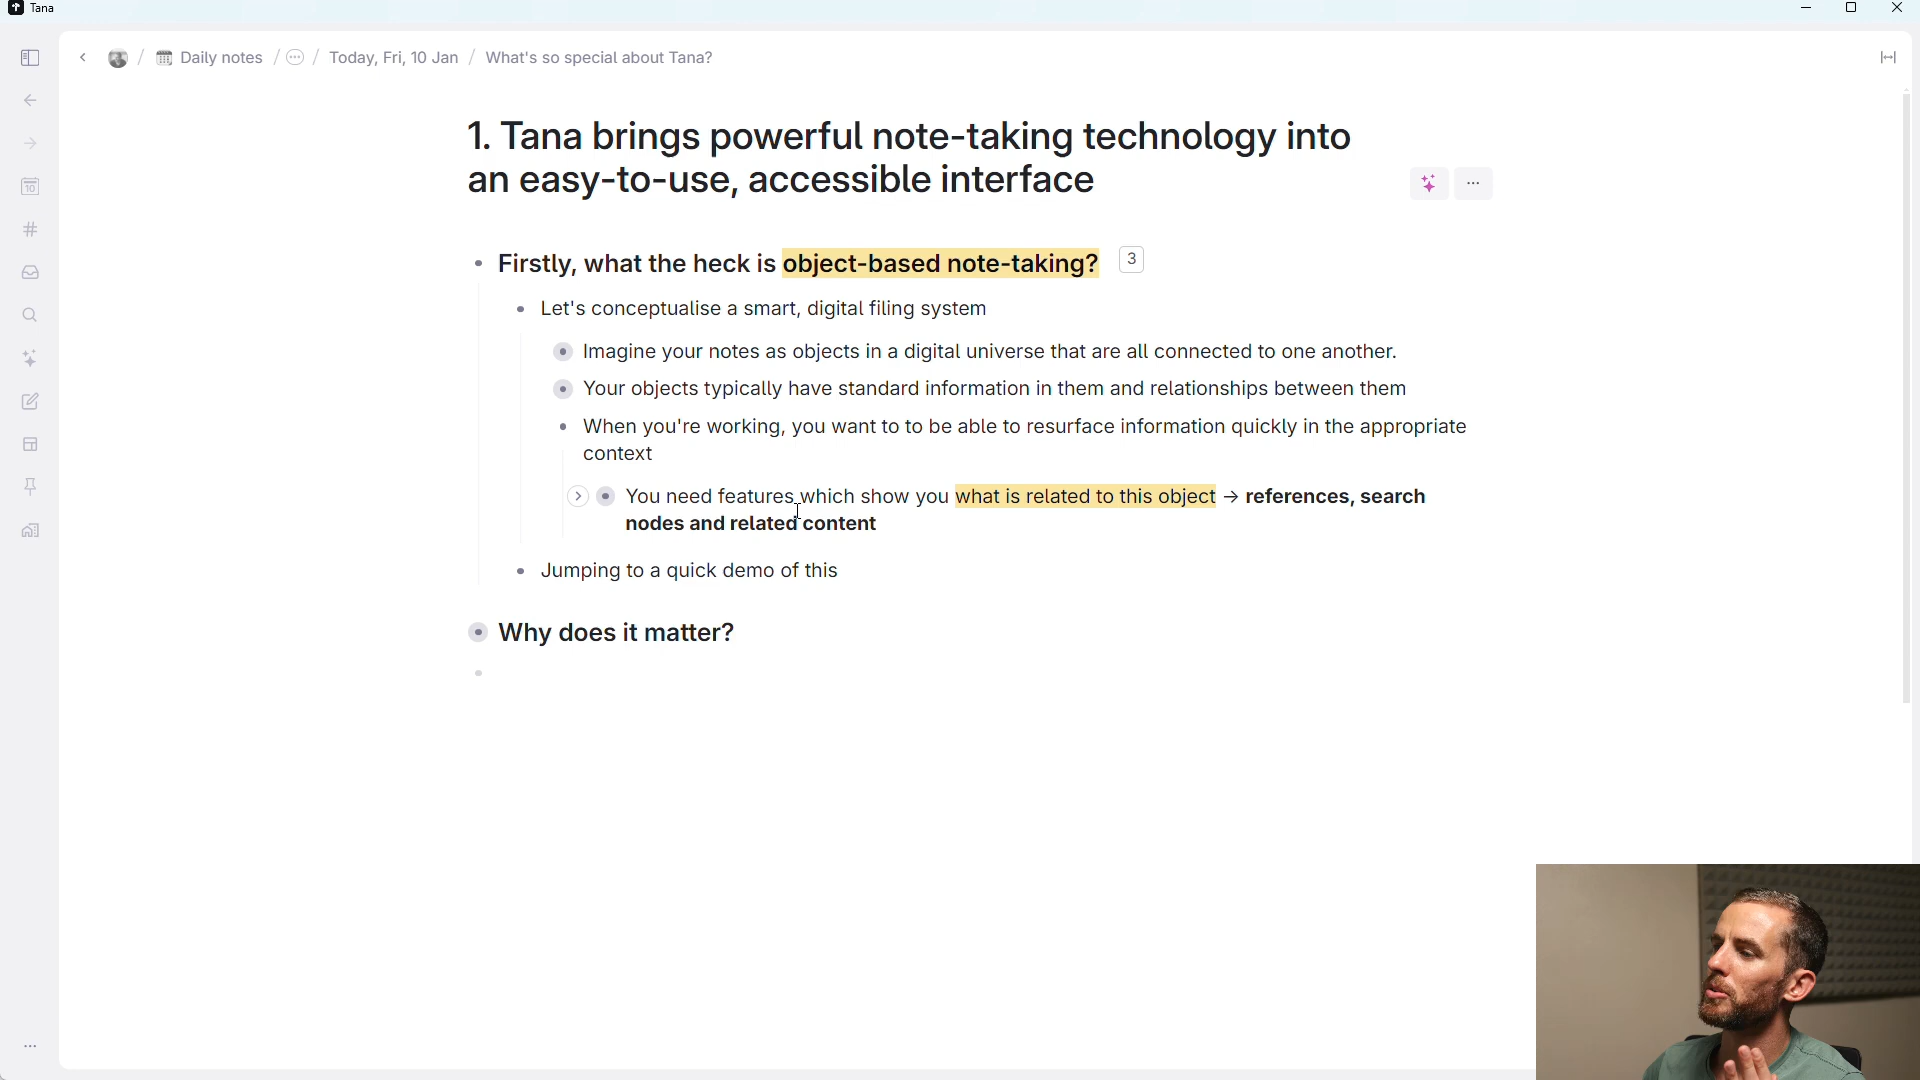 Tana
Daily notes / Today, Fri, 10 Jan / What's so special about Tana?
10
1. Tana brings powerful note-taking technology into
an easy-to-use, accessible interface
Firstly, what the heck is object-based note-taking? 3
Let's conceptualise a smart, digital filing system
Imagine your notes as objects in a digital universe that are all connected to one another.
Your objects typically have standard information in them and relationships between them
When you're working, you want to to be able to resurface information quickly in the appropriate
context
You need features which show you what is related to this object → references, search
nodes and related content
Jumping to a quick demo of this
Why does it matter?